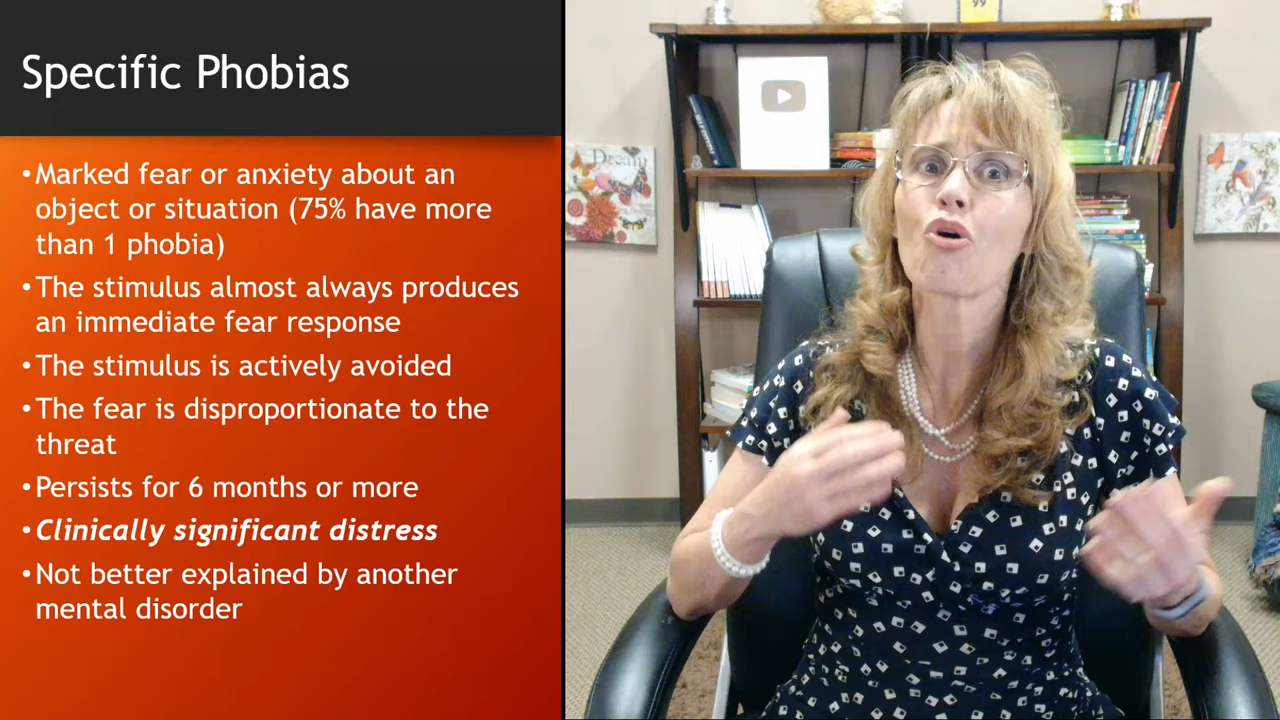 Specific Phobias
•Marked fear or anxiety about an
object or situation (75% have more
than 1 phobia)
•The stimulus almost always produces
an immediate fear response
•The stimulus is actively avoided
•The fear is disproportionate to the
threat
•Persists for 6 months or more
•Clinically significant distress
•Not better explained by another
mental disorder
99
Dream